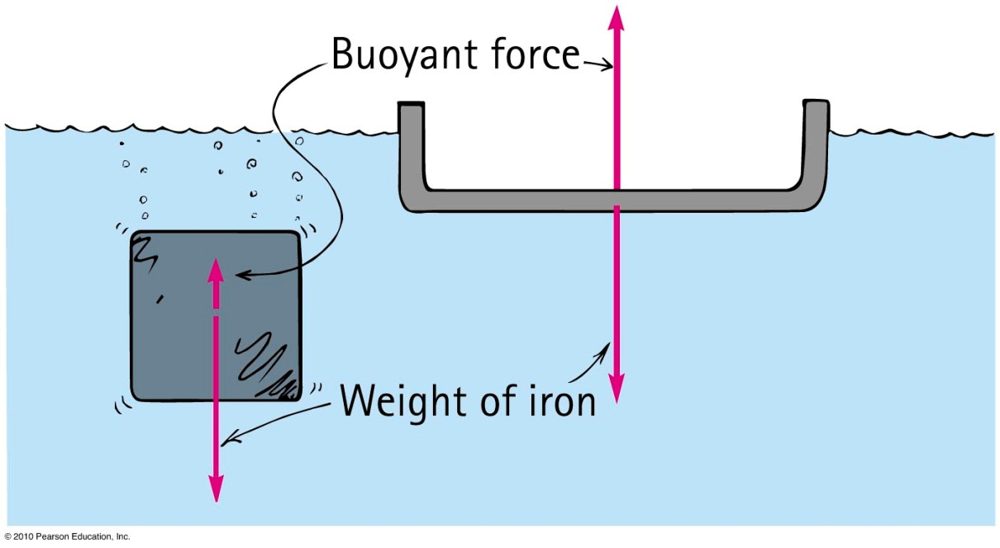 Buoyant force
Weight of iron
© 2010 Pearson Education, Inc.